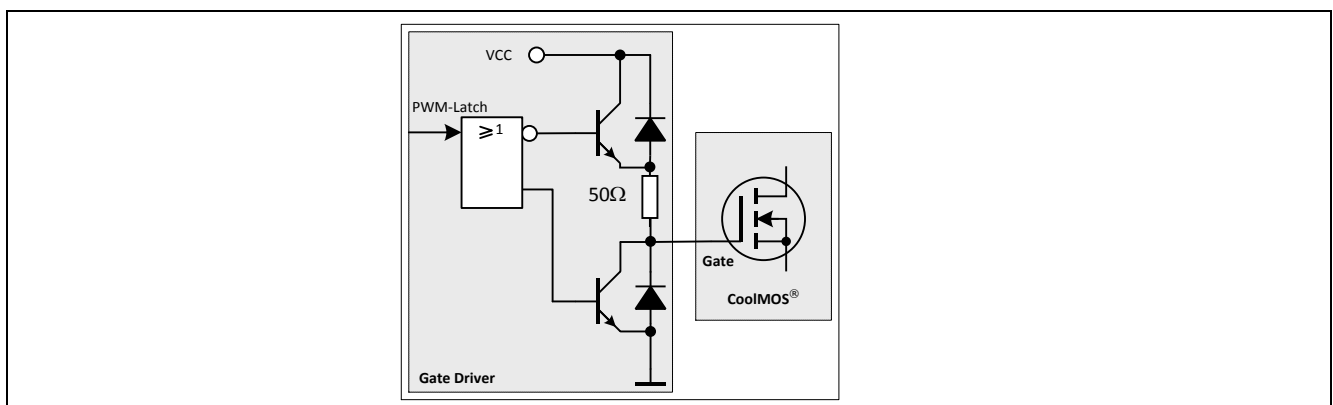 VCC
PWM-Latch
≥1
50Ω
Gate
CoolMOS®
Gate Driver